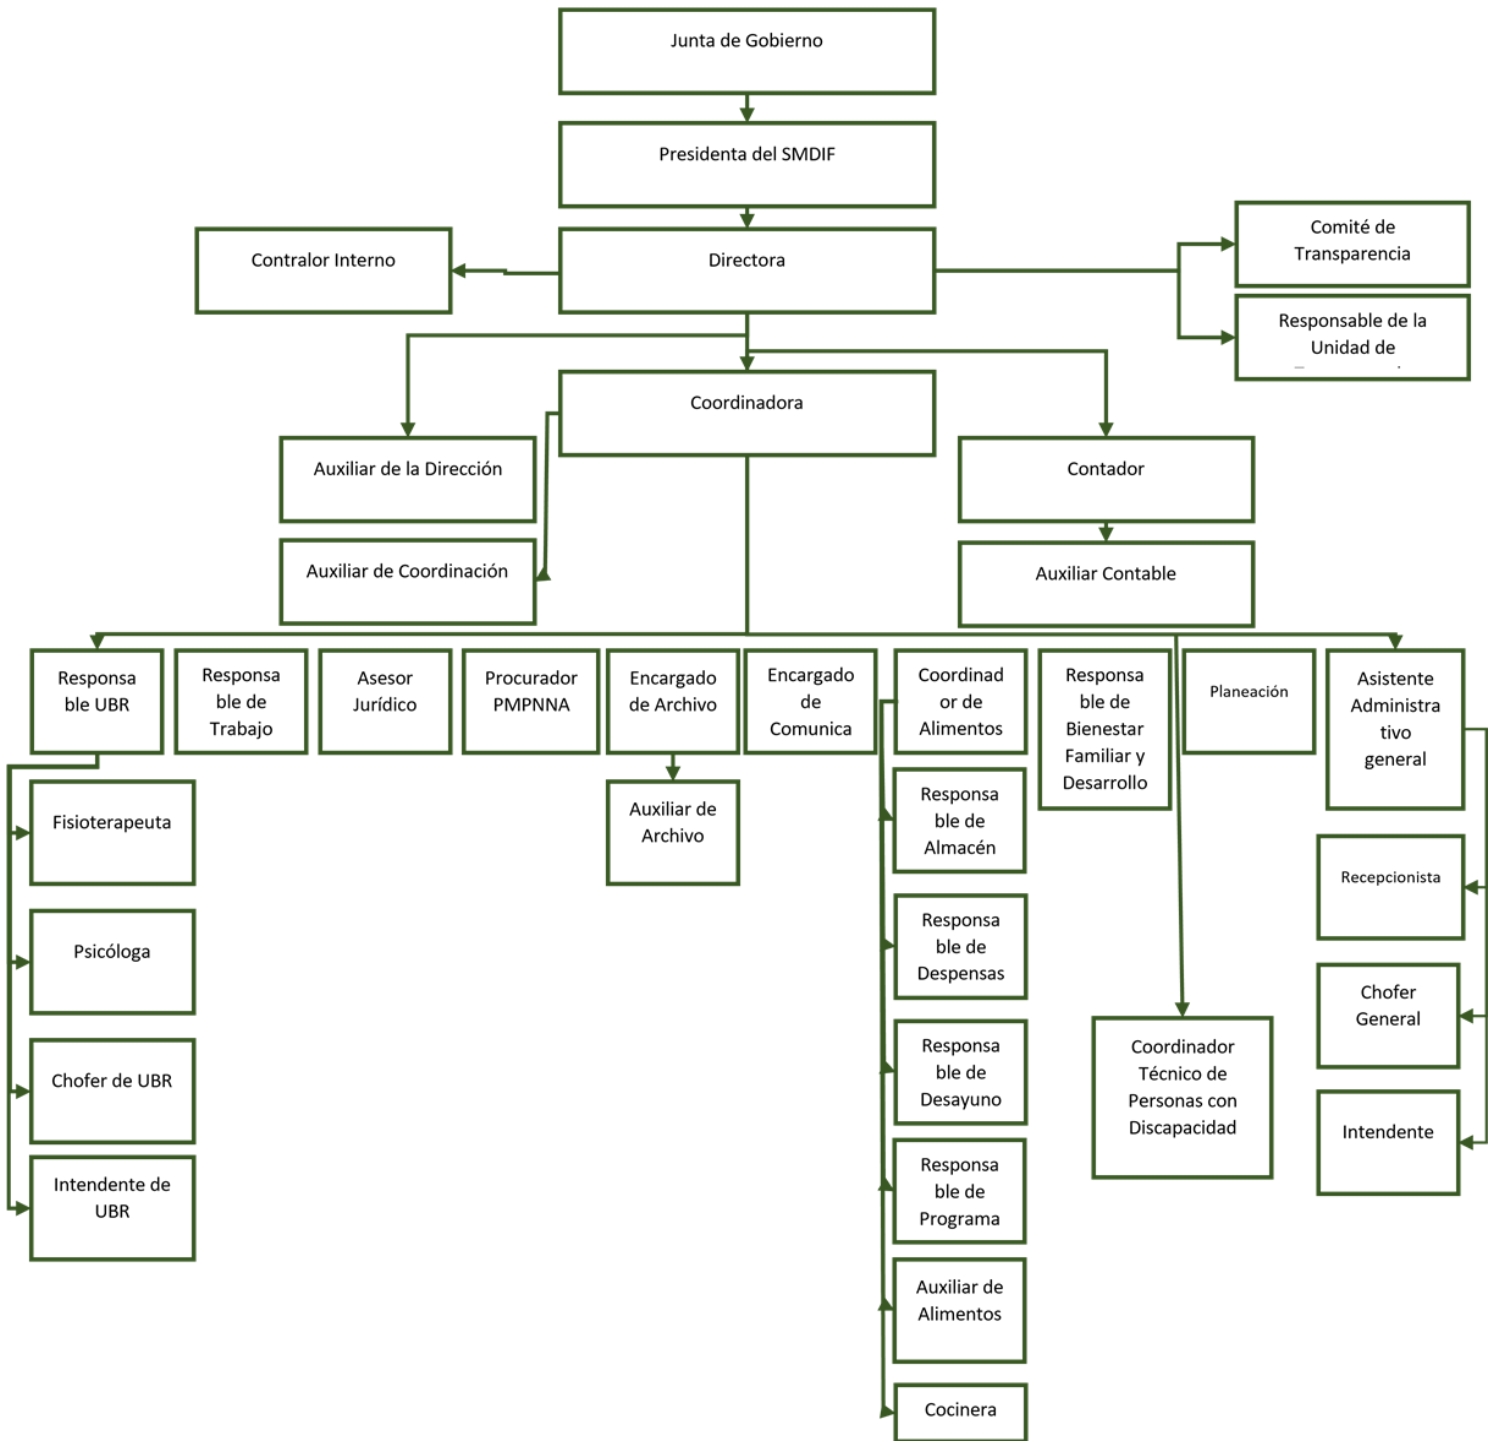 Junta de Gobierno
Presidenta del SMDIF
Contralor Interno
Directora
Comité de
Transparencia
Responsable de la
Unidad de
Coordinadora
Auxiliar de la Dirección
Contador
Auxiliar de Coordinación
Auxiliar Contable
Responsa
ble UBR
Responsa
ble de
Trabajo
Asesor
Jurídico
Procurador
PMPNNA
Encargado
de Archivo
Encargado
de
Comunica
Coordinad
or de
Alimentos
Responsa
ble de
Bienestar
Familiar y
Desarrollo
Planeación
Asistente
Administra
tivo
general
Fisioterapeuta
Psicóloga
Chofer de UBR
Intendente de
UBR
Auxiliar de
Archivo
Responsa
ble de
Almacén
Responsa
ble de
Despensas
Responsa
ble de
Desayuno
Responsa
ble de
Programa
Auxiliar de
Alimentos
Cocinera
Coordinador
Técnico de
Personas con
Discapacidad
Recepcionista
Chofer
General
Intendente